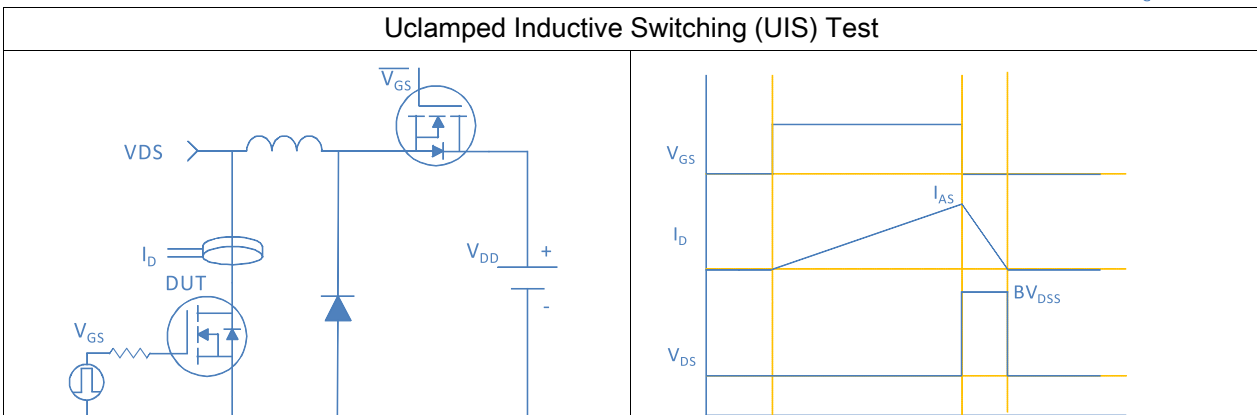 Uclamped Inductive Switching (UIS) Test
VGS
VDS
ID
DUT
VGS
VDD
+
-
VGS
IAS
ID
BVDSS
VDS